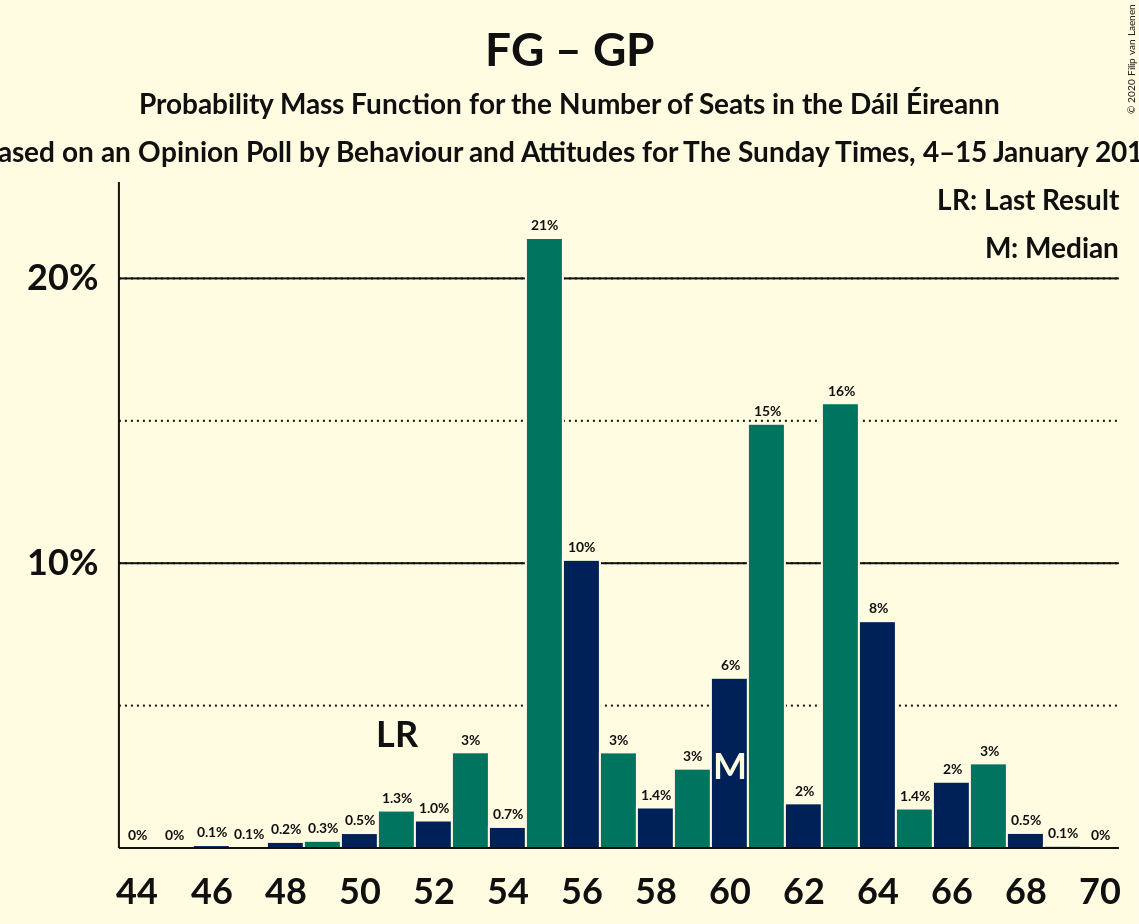 FG – GP
Probability Mass Function for the Number of Seats in the Dáil Éireann
ased on an Opinion Poll by Behaviour and Attitudes for The Sunday Times, 4–15 January 201
© 2020 Filip van Laenen
LR: Last Result
M: Median
20%
10%
0% 0% 0.1% 0.1% 0.2% 0.3% 0.5% 1.3% 1.0% 3% 0.7% 21% 10% 3% 1.4% 3% 6% 15% 2% 16% 8% 1.4% 2% 3% 0.5% 0.1% 0%
LR
M
44 46 48 50 52 54 56 58 60 62 64 66 68 70